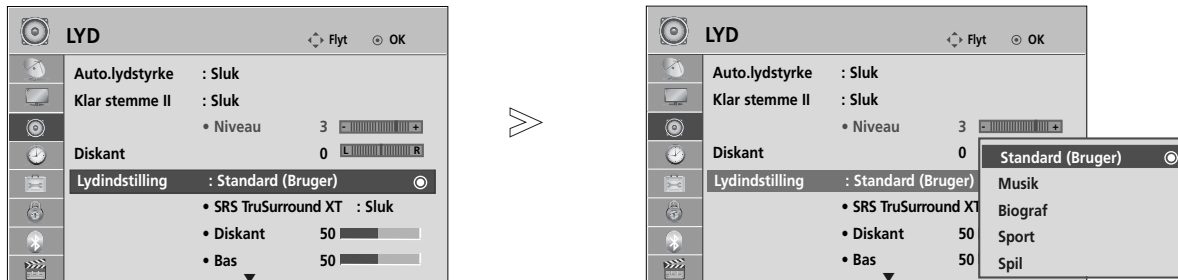 LYD
Flyt OK
Auto.lydstyrke : Sluk
Klar stemme II : Sluk
• Niveau 3 - +
Diskant 0 L R
Lydindstilling : Standard (Bruger)
• SRS TruSurround XT : Sluk
• Diskant 50
• Bas 50
>
LYD
Flyt OK
Auto.lydstyrke : Sluk
Klar stemme II : Sluk
• Niveau 3 - +
Diskant 0
Lydindstilling : Standard (Bruger)
• SRS TruSurround XT
• Diskant 50
• Bas 50
Standard (Bruger)
Musik
Biograf
Sport
Spil